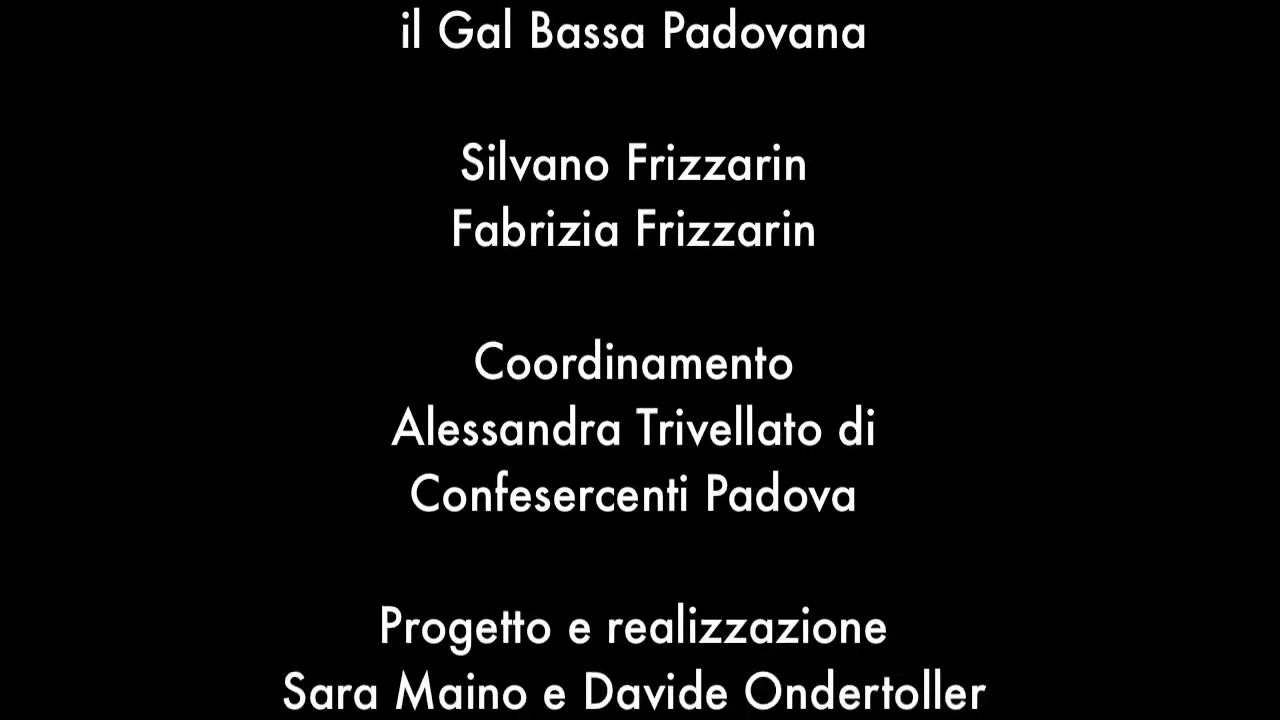 il Gal Bassa Padovana
Silvano Frizzarin
Fabrizia Frizzarin
Coordinamento
Alessandra Trivellato di
Confesercenti Padova
Progetto e realizzazione
Sara Maino e Davide Ondertoller